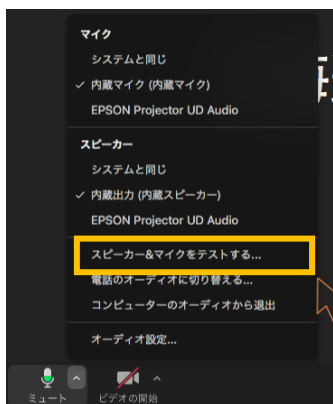 マイク
システムと同じ
✓ 内蔵マイク (内蔵マイク)
EPSON Projector UD Audio
スピーカー
システムと同じ
✓ 内蔵出力 (内蔵スピーカー)
EPSON Projector UD Audio
スピーカー&マイクをテストする...
電話のオーディオに切り替える...
コンピューターのオーディオから退出
オーディオ設定...
ミュート
ビデオの開始